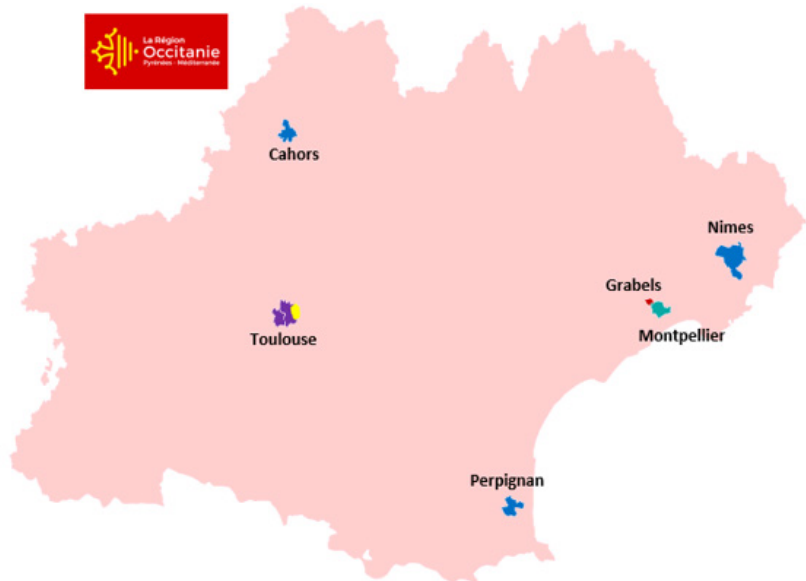 La Région
Occitanie
Pyrénées - Méditerranée
Cahors
Nimes
Grabels
Toulouse
Montpellier
Perpignan